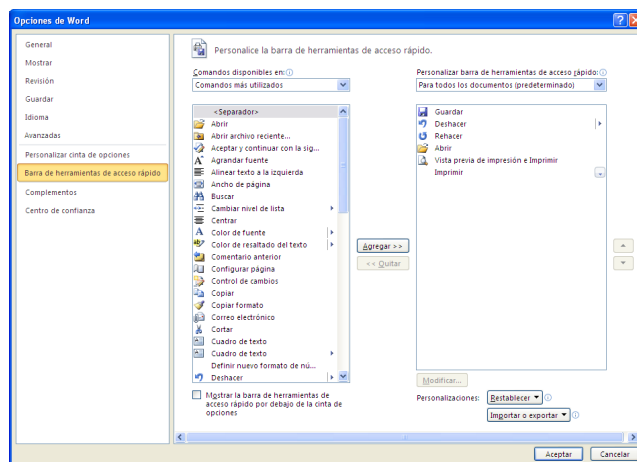 Opciones de Word
General
Mostrar
Revisión
Guardar
Idioma
Avanzadas
Personalizar cinta de opciones
Barra de herramientas de acceso rápido
Complementos
Centro de confianza
Personalice la barra de herramientas de acceso rápido.
Comandos disponibles en:
Comandos más utilizados
<Separador>
Abrir
Abrir archivo reciente...
Aceptar y continuar con la sig...
Agrandar fuente
Alinear texto a la izquierda
Ancho de página
Buscar
Cambiar nivel de lista
Centrar
Color de fuente
Color de resaltado del texto
Comentario anterior
Configurar página
Control de cambios
Copiar
Copiar formato
Correo electrónico
Cortar
Cuadro de texto
Cuadro de texto
Definir nuevo formato de nú...
Deshacer
Mostrar la barra de herramientas de
acceso rápido por debajo de la cinta de
opciones
Agregar >>
<< Quitar
Personalizar barra de herramientas de acceso rápido:
Para todos los documentos (predeterminado)
Guardar
Deshacer
Rehacer
Abrir
Vista previa de impresión e Imprimir
Imprimir
Modificar...
Personalizaciones:
Restablecer
Importar o exportar
Aceptar
Cancelar